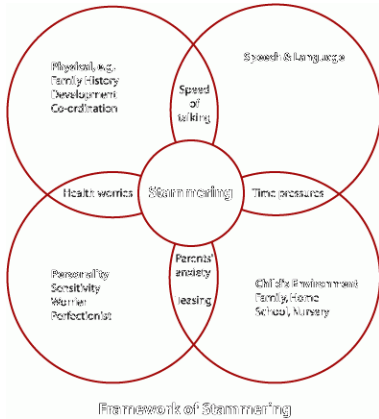 Physical, e.g.
Family History
Development
Co-ordination
Speech & Language
Speed
of
talking
Health worries
Stammering
Time pressures
Parents'
anxiety
teasing
Personality
Sensitivity
Worrier
Perfectionist
Child's Environment
Family, Home
School, Nursery
Framework of Stammering